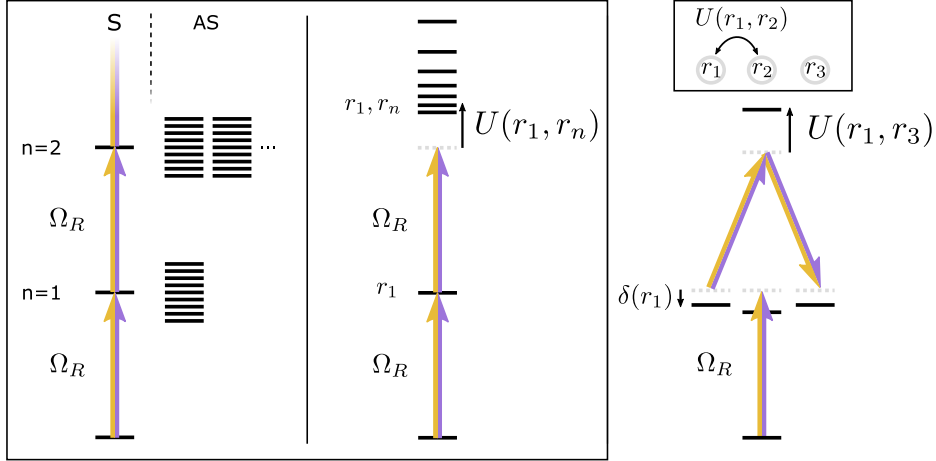 S AS
n=2
...
Ω_R
n=1
Ω_R
r_1, r_n
U(r_1, r_n)
Ω_R
r_1
Ω_R
U(r_1, r_2)
r_1 r_2 r_3
U(r_1, r_3)
δ(r_1)
Ω_R